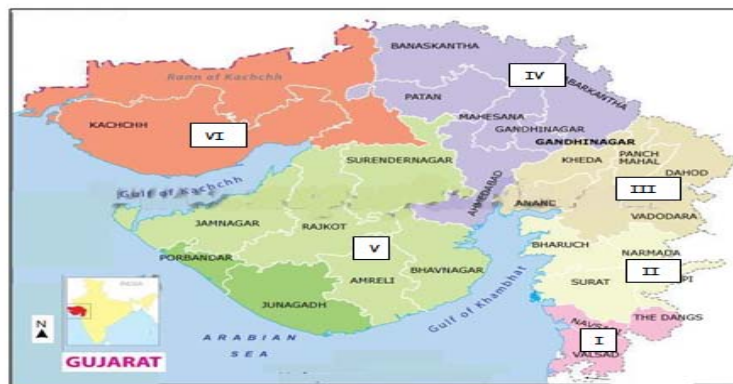 BANASKANTHA
IV
ABARKANTHA
Rann of Kachchh
PATAN
MAHESANA
KACHCHH
VI
GANDHINAGAR
GANDHINAGAR
SURENDERNAGAR
KHEDA
PANCH
MAHAL
DAHOD
Gulf of Kachchh
AHMEDABAD
III
ANAND
JAMNAGAR
RAJKOT
VADODARA
V
PORBANDAR
BHARUCH
NARMADA
BHAVNAGAR
II
AMRELI
SURAT
PI
INDIA
JUNAGADH
Gulf of Khambhat
THE DANGS
N
ARABIAN
SEA
I
GUJARAT
VALSAD